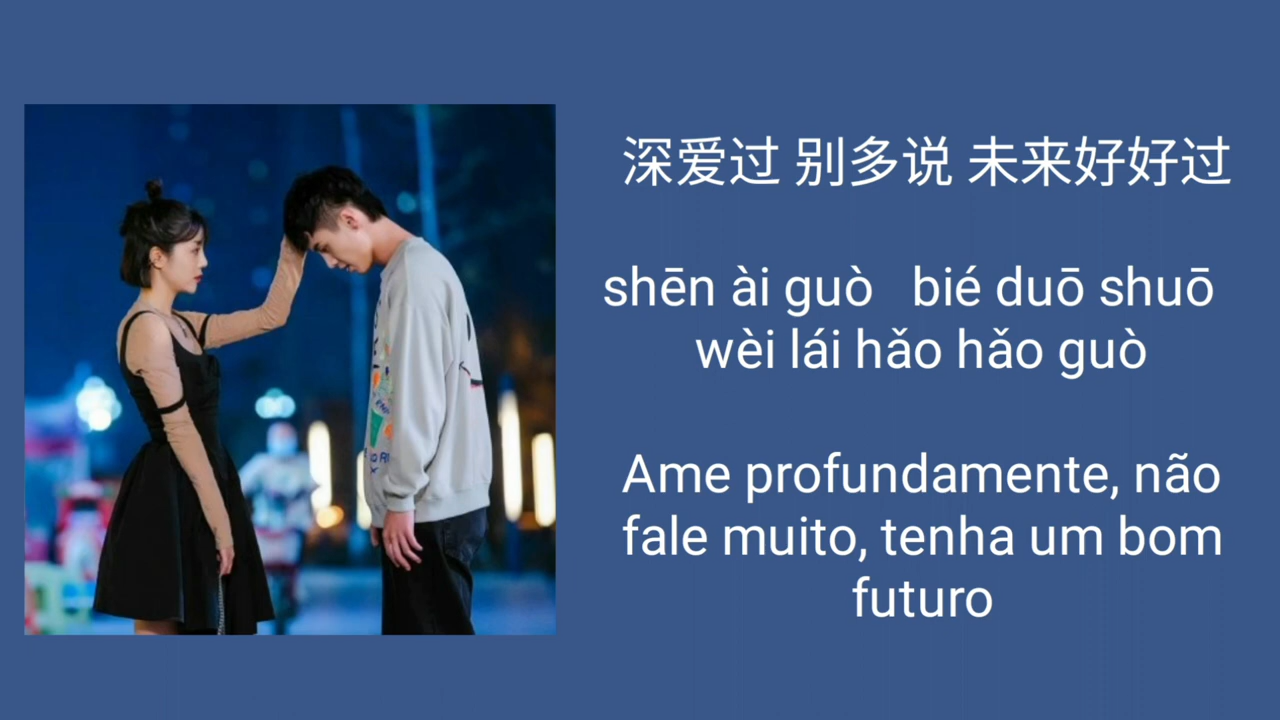 深爱过 别多说 未来好好过
shēn ài guò bié duō shuō
wèi lái hǎo hǎo guò
Ame profundamente, não
fale muito, tenha um bom
futuro